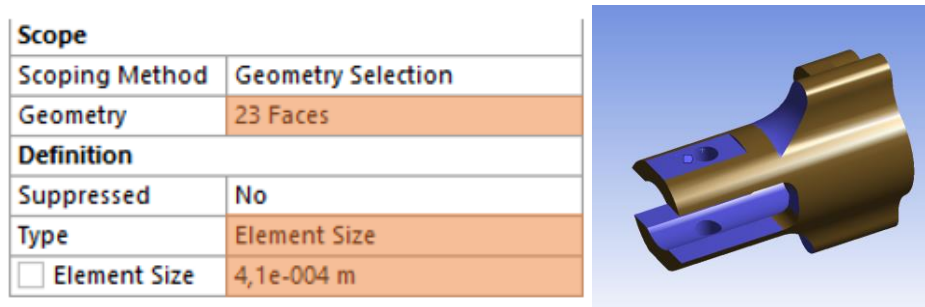 Scope
Scoping Method Geometry Selection
Geometry 23 Faces
Definition
Suppressed No
Type Element Size
Element Size 4,1e-004 m